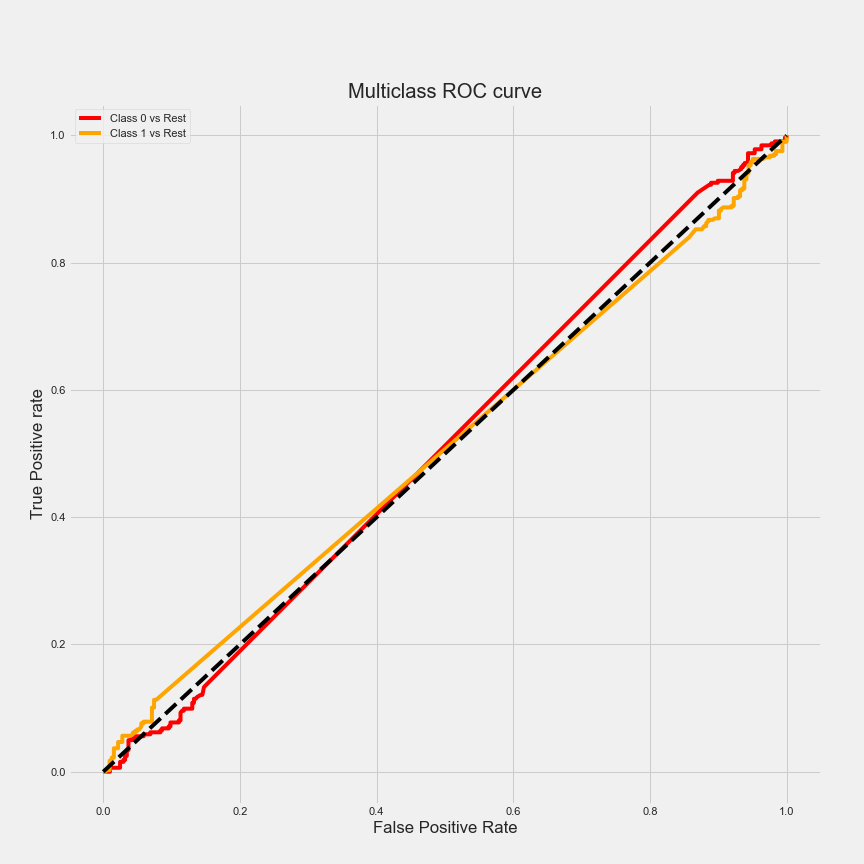 Multiclass ROC curve
Class 0 vs Rest
Class 1 vs Rest
1.0
0.8
0.6
0.4
0.2
0.0
True Positive rate
0.0 0.2 0.4 0.6 0.8 1.0
False Positive Rate